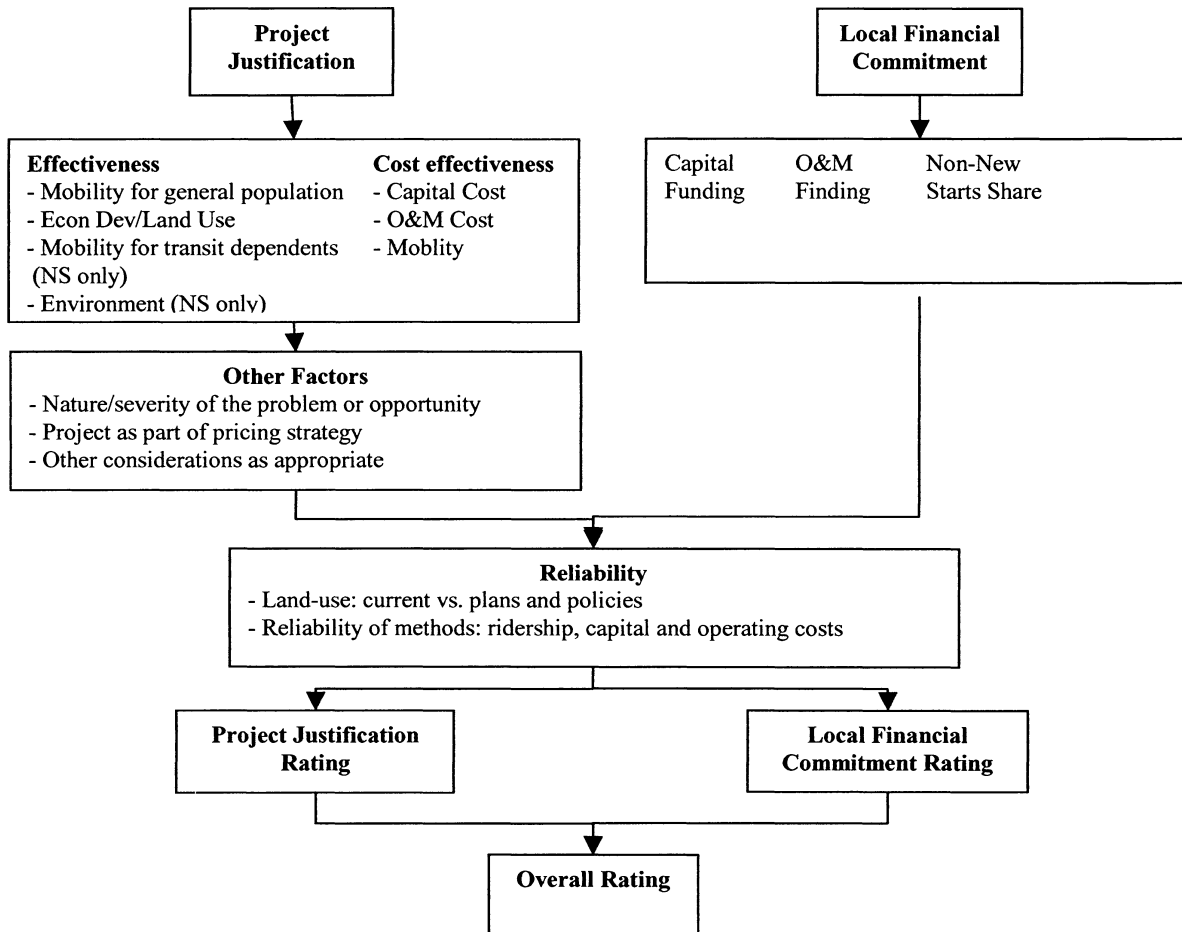 Project
Justification
Local Financial
Commitment
Effectiveness
- Mobility for general population
- Econ Dev/Land Use
- Mobility for transit dependents
(NS only)
- Environment (NS only)
Cost effectiveness
- Capital Cost
- O&M Cost
- Moblity
Capital
Funding
O&M
Finding
Non-New
Starts Share
Other Factors
- Nature/severity of the problem or opportunity
- Project as part of pricing strategy
- Other considerations as appropriate
Reliability
- Land-use: current vs. plans and policies
- Reliability of methods: ridership, capital and operating costs
Project Justification
Rating
Local Financial
Commitment Rating
Overall Rating